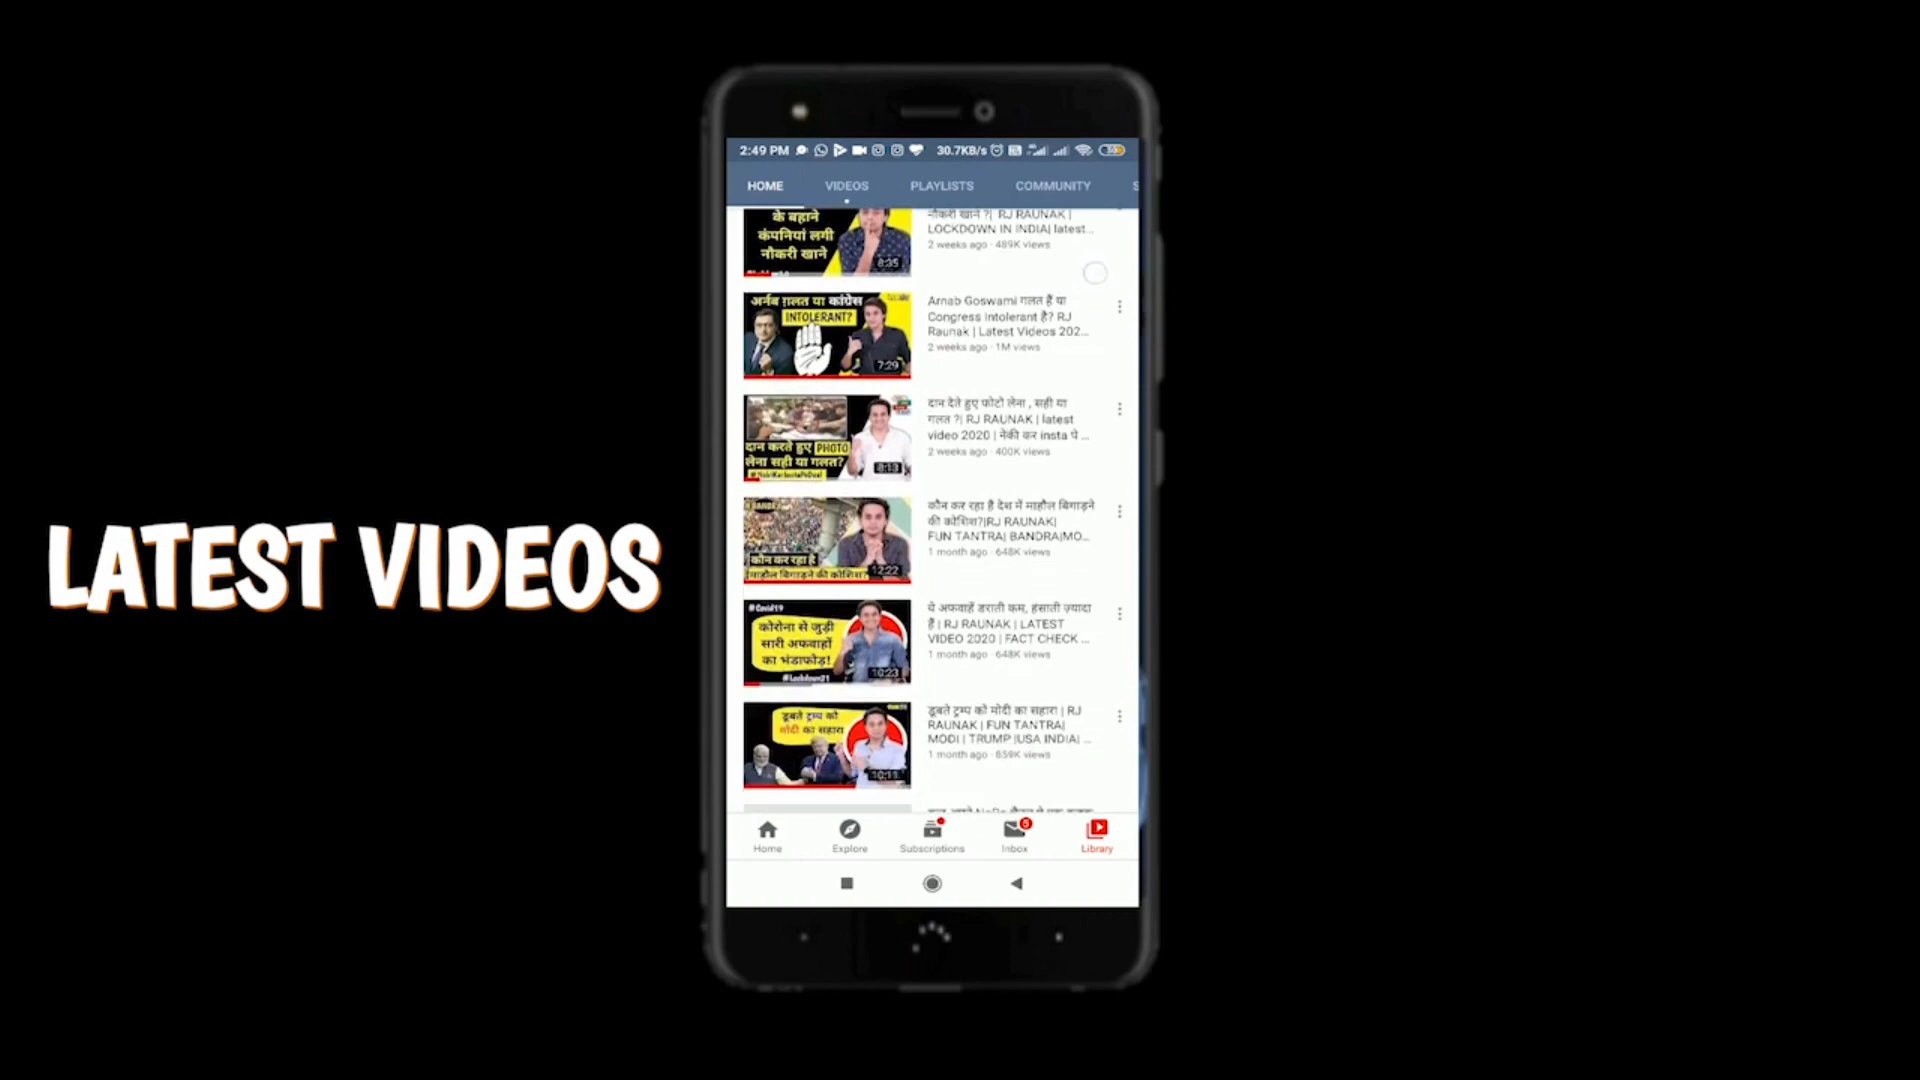 LATEST VIDEOS
2:49 PM
30.7KB/s
HOME
VIDEOS
PLAYLISTS
COMMUNITY
S
के बहाने
कंपनियां लगी
नौकरी खाने
8:35
नौकरी खाने ?| RJ RAUNAK |
LOCKDOWN IN INDIA| latest...
2 weeks ago · 489K views
अर्नब ग़लत या कांग्रेस
INTOLERANT?
7:29
Arnab Goswami गलत हैं या
Congress Intolerant है? RJ
Raunak | Latest Videos 202...
2 weeks ago · 1M views
दान करते हुए PHOTO
लेना सही या गलत?
#NekiKarInstaPeDaal
8:13
दान देते हुए फोटो लेना , सही या
गलत ?| RJ RAUNAK | latest
video 2020 | नेकी कर insta पे ...
2 weeks ago · 400K views
कौन कर रहा है
माहौल बिगाड़ने की कोशिश?
12:22
कौन कर रहा है देश में माहौल बिगाड़ने
की कोशिश?|RJ RAUNAK|
FUN TANTRA| BANDRA|MO...
1 month ago · 648K views
#Covid19
कोरोना से जुड़ी
सारी अफवाहों
का भंडाफोड़!
#Lockdown21
10:23
ये अफवाहें डराती कम, हंसाती ज़्यादा
हैं | RJ RAUNAK | LATEST
VIDEO 2020 | FACT CHECK ...
1 month ago · 648K views
डूबते ट्रम्प को
मोदी का सहारा
10:11
डूबते ट्रम्प को मोदी का सहारा | RJ
RAUNAK | FUN TANTRA|
MODI | TRUMP |USA INDIA| ...
1 month ago · 859K views
Home
Explore
Subscriptions
5
Inbox
Library